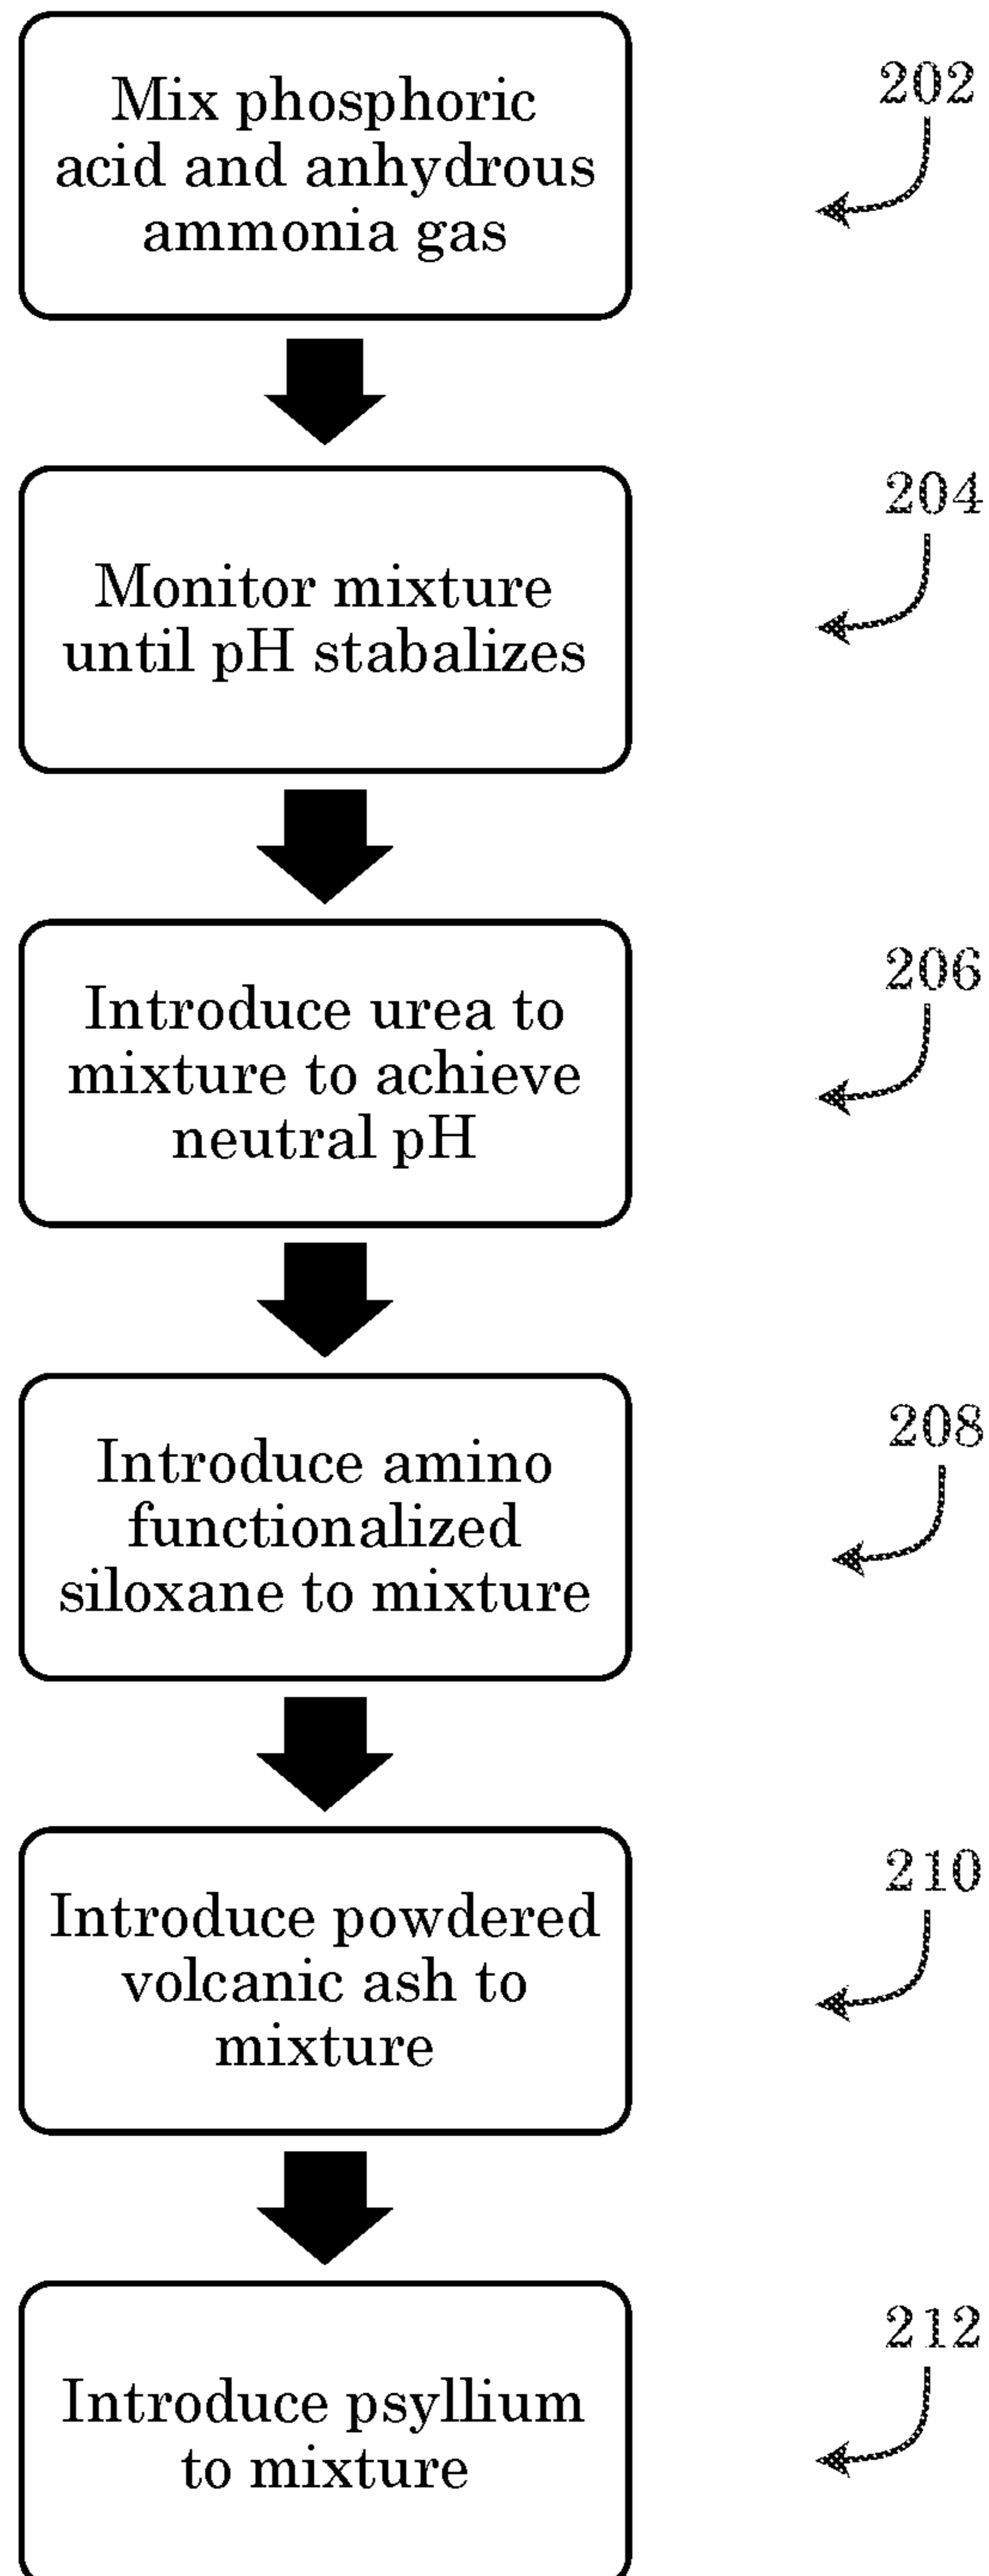 Mix phosphoric
acid and anhydrous
ammonia gas
202
Monitor mixture
until pH stabalizes
204
Introduce urea to
mixture to achieve
neutral pH
206
Introduce amino
functionalized
siloxane to mixture
208
Introduce powdered
volcanic ash to
mixture
210
Introduce psyllium
to mixture
212